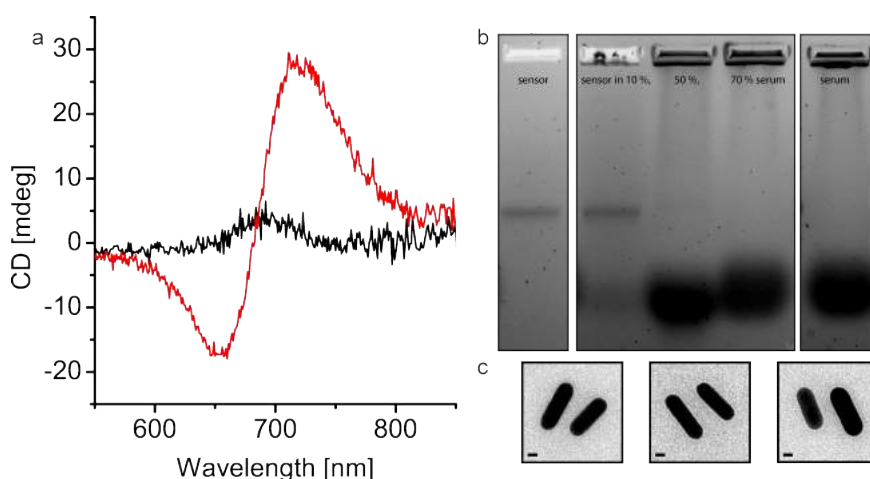 a
30
20
10
0
-10
-20
CD [mdeg]
600
700
800
Wavelength [nm]
b
sensor
sensor in 10 %,
50 %,
70 % serum
serum
c